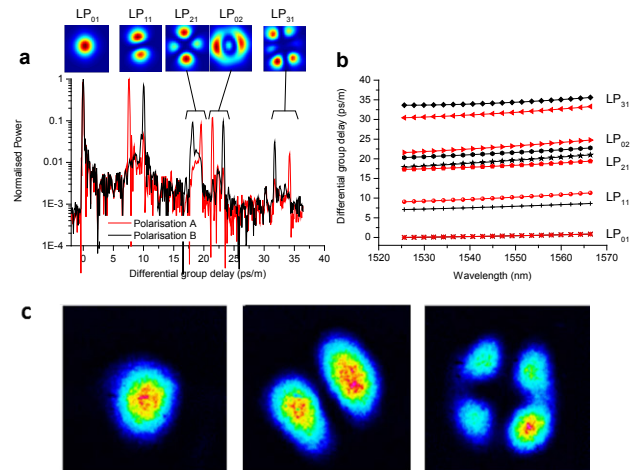 a
LP01 LP11 LP21 LP02 LP31
Normalised Power
1
0.1
0.01
1E-3
1E-4
Polarisation A
Polarisation B
0 5 10 15 20 25 30 35 40
Differential group delay (ps/m)
b
Differential group delay (ps/m)
40
35
30
25
20
15
10
5
0
LP31
LP02
LP21
LP11
LP01
1520 1530 1540 1550 1560 1570
Wavelength (nm)
c